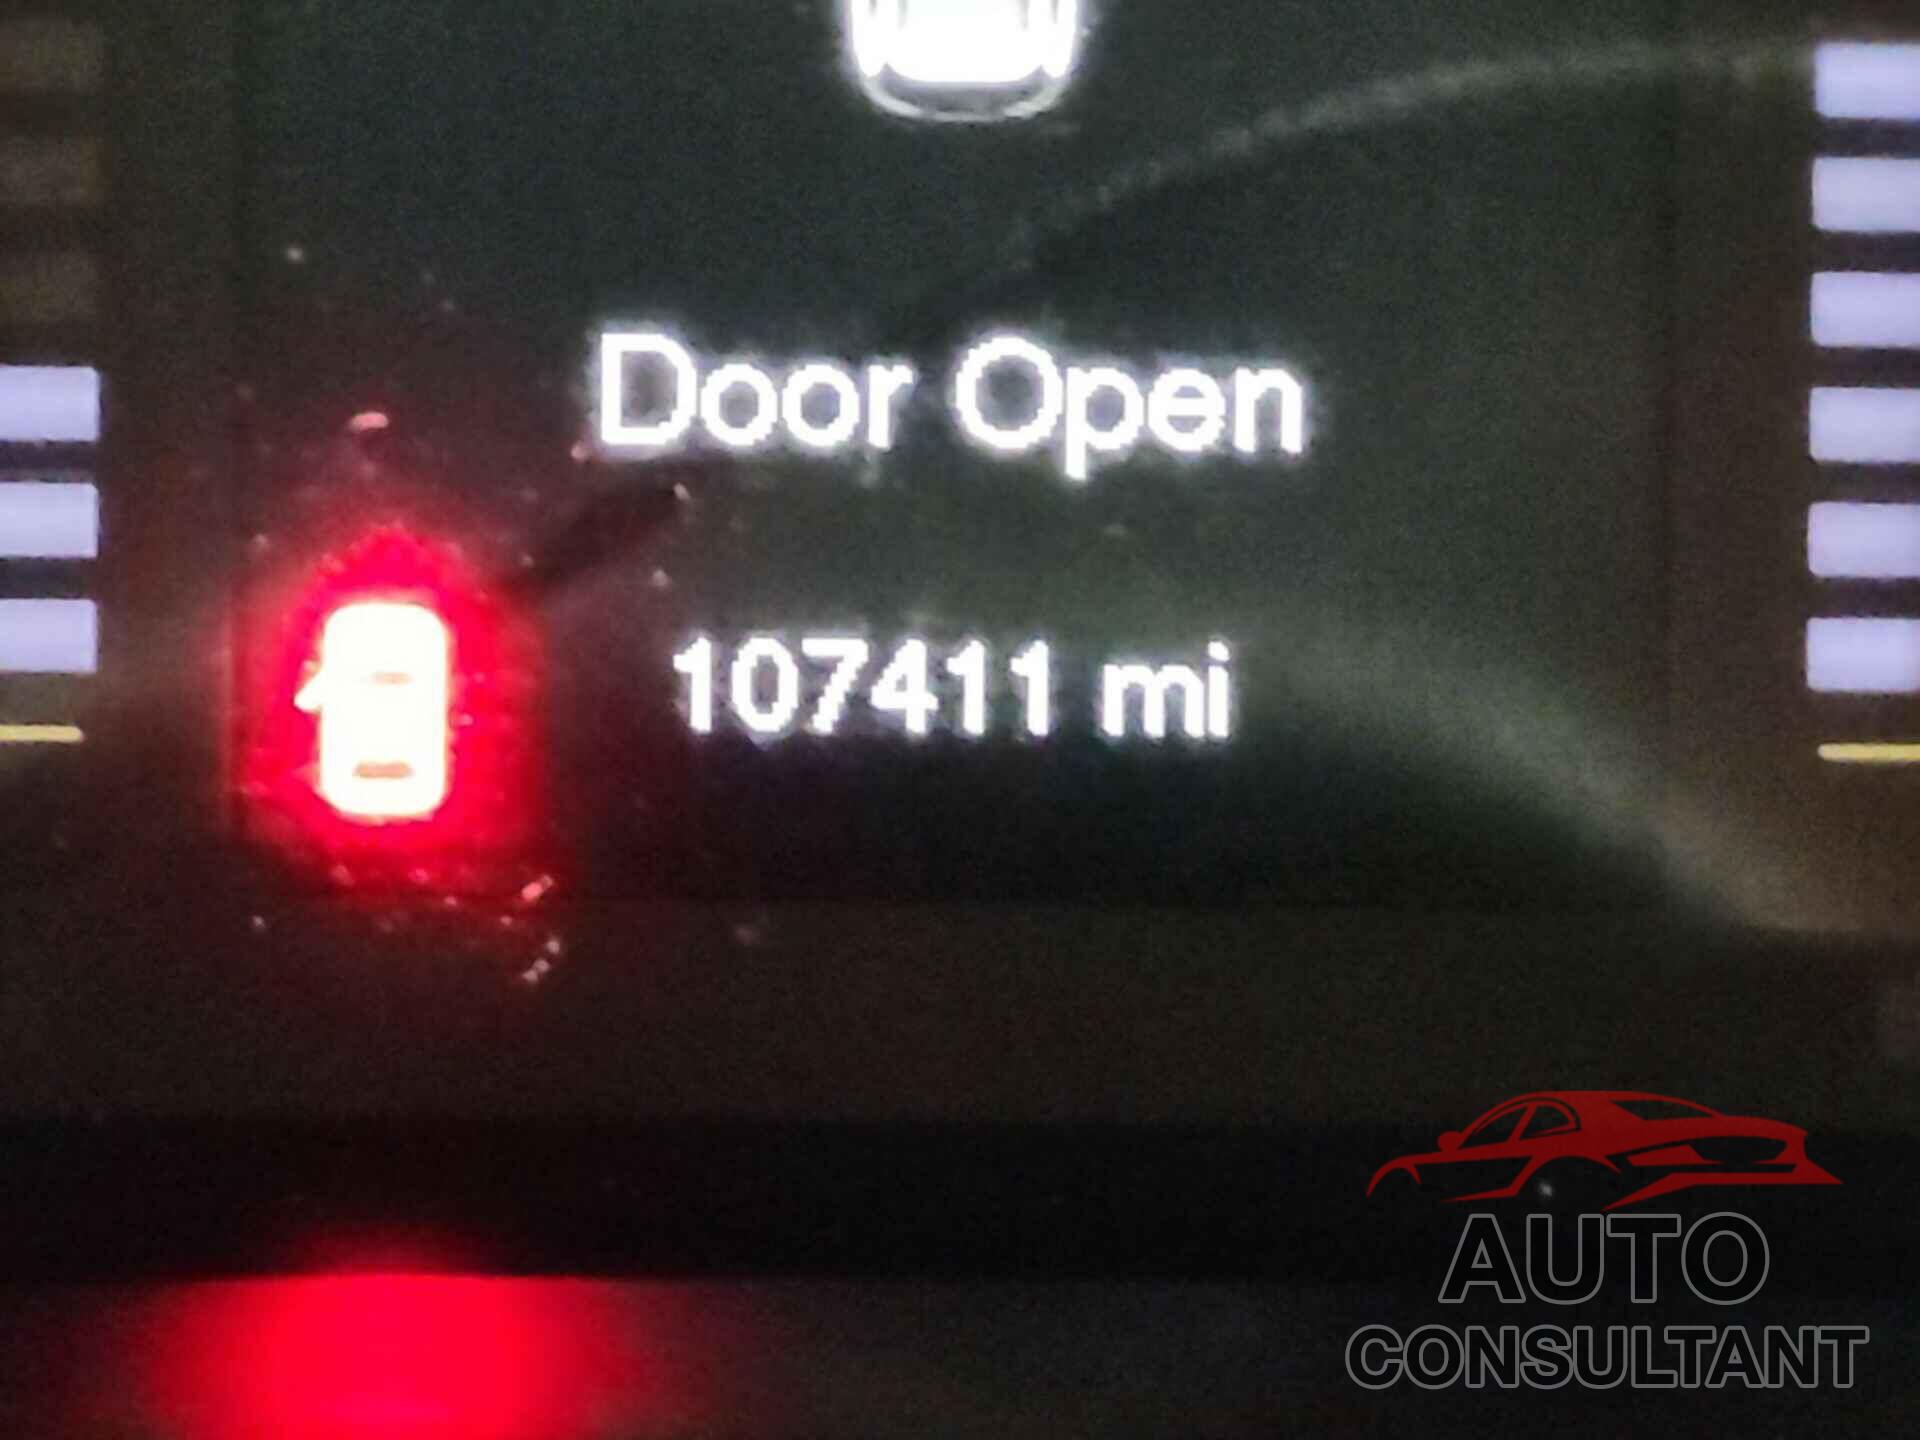 Door Open
107411 mi
AUTO
CONSULTANT